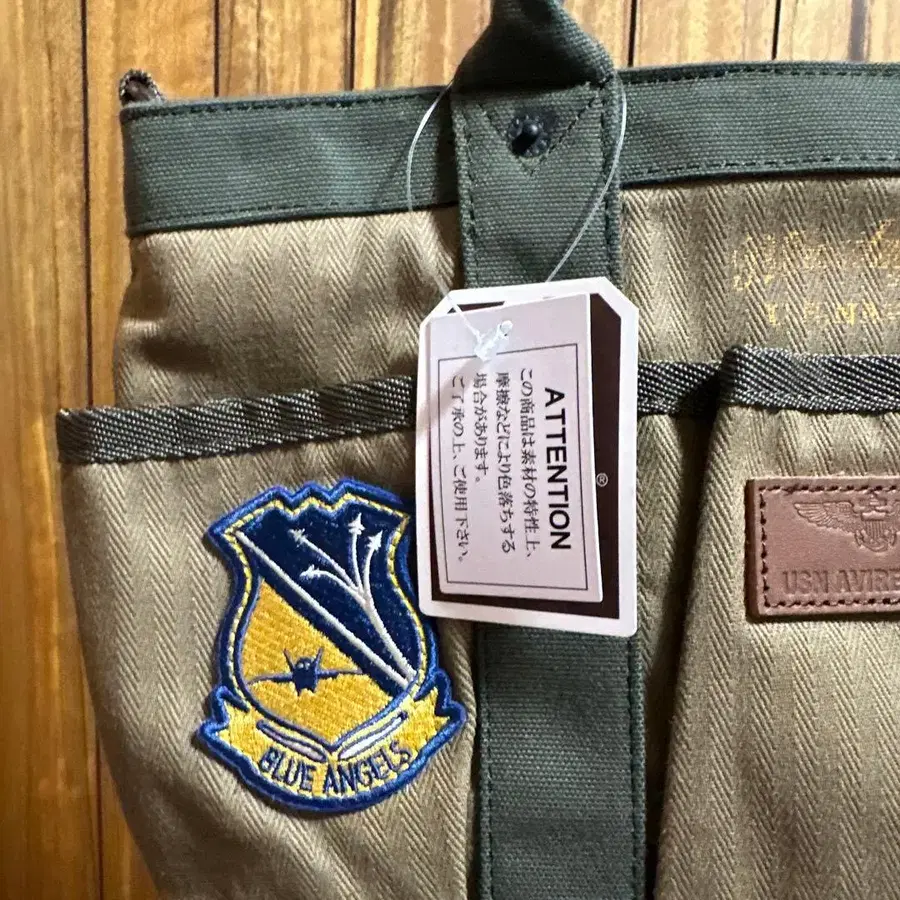 ATTENTION
この商品は素材の特性上、
摩擦などにより色落ちする
場合があります。
ご了承の上、ご使用下さい。
®
BLUE ANGELS
USN AVIRE